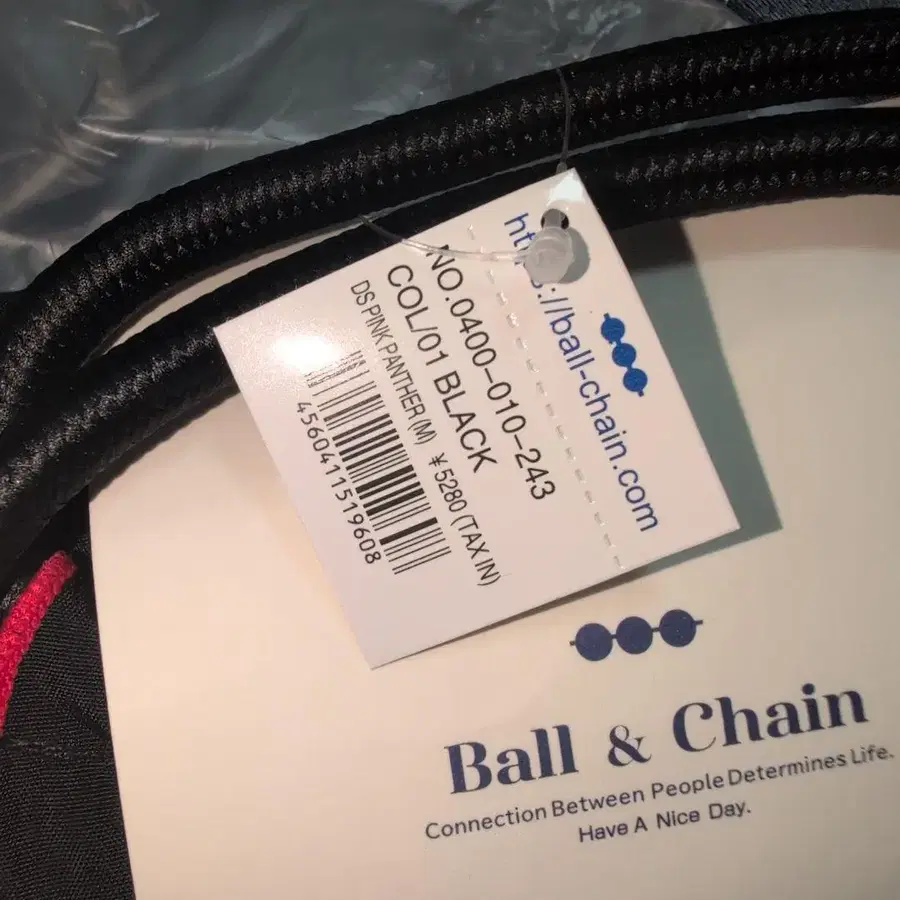 https://ball-chain.com
NO.0400-010-243
COL/01 BLACK
DS PINK PANTHER (M) ¥5280 (TAX IN)
4560411519608
Ball & Chain
Connection Between People Determines Life.
Have A Nice Day.